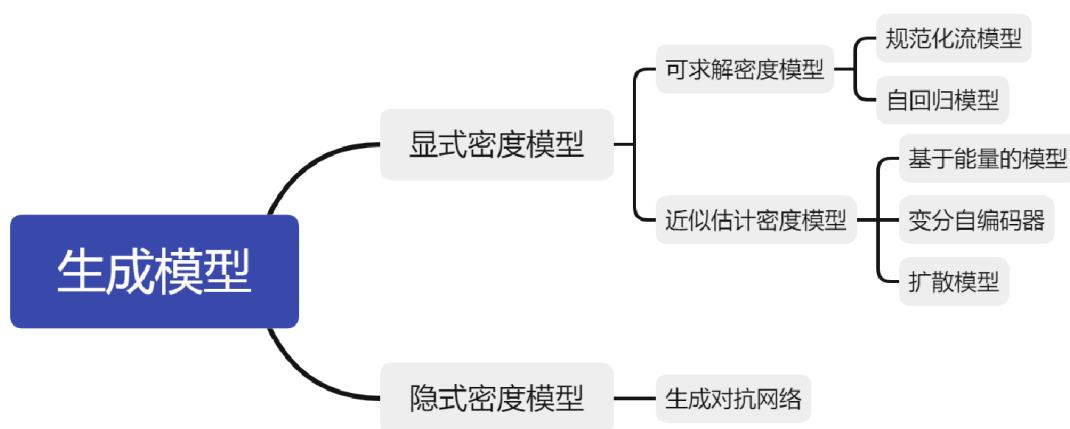 生成模型
显式密度模型
可求解密度模型
规范化流模型
自回归模型
近似估计密度模型
基于能量的模型
变分自编码器
扩散模型
隐式密度模型
生成对抗网络